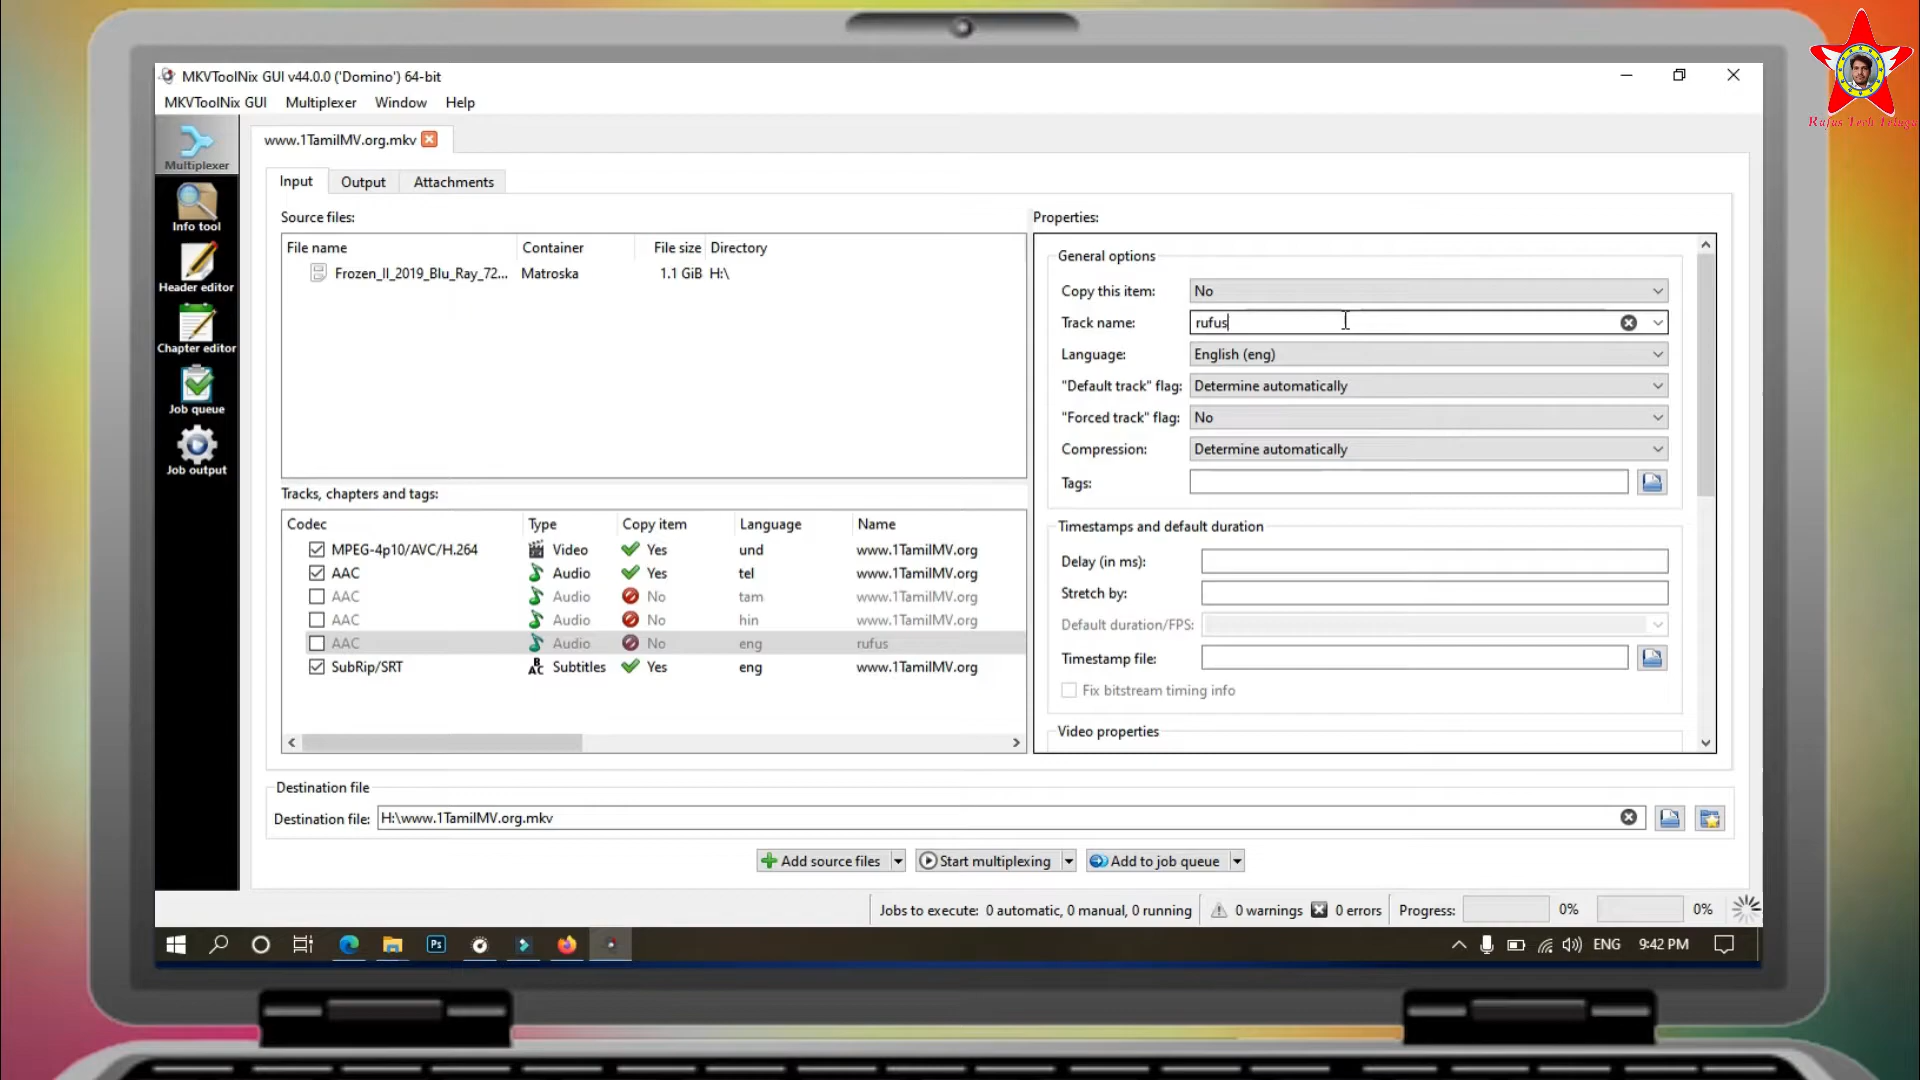 Rufus Tech Telugu
MKVToolNix GUI v44.0.0 ('Domino') 64-bit
MKVToolNix GUI Multiplexer Window Help
www.1TamilMV.org.mkv
Multiplexer
Info tool
Header editor
Chapter editor
Job queue
Job output
Input Output Attachments
Source files:
File name Container File size Directory
Frozen_II_2019_Blu_Ray_72... Matroska 1.1 GiB H:\
Tracks, chapters and tags:
Codec Type Copy item Language Name
MPEG-4p10/AVC/H.264 Video Yes und www.1TamilMV.org
AAC Audio Yes tel www.1TamilMV.org
AAC Audio No tam www.1TamilMV.org
AAC Audio No hin www.1TamilMV.org
AAC Audio No eng rufus
SubRip/SRT Subtitles Yes eng www.1TamilMV.org
Properties:
General options
Copy this item: No
Track name: rufus
Language: English (eng)
"Default track" flag: Determine automatically
"Forced track" flag: No
Compression: Determine automatically
Tags:
Timestamps and default duration
Delay (in ms):
Stretch by:
Default duration/FPS:
Timestamp file:
Fix bitstream timing info
Video properties
Destination file
Destination file: H:\www.1TamilMV.org.mkv
Add source files Start multiplexing Add to job queue
Jobs to execute: 0 automatic, 0 manual, 0 running 0 warnings 0 errors Progress: 0% 0%
Ps ENG 9:42 PM